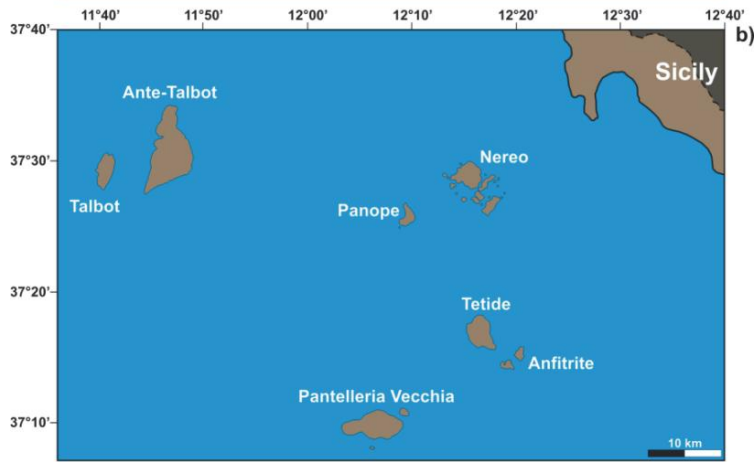 11°40' 11°50' 12°00' 12°10' 12°20' 12°30' 12°40'
37°40'
b)
Sicily
Ante-Talbot
37°30'
Nereo
Talbot
Panope
37°20'
Tetide
Anfitrite
Pantelleria Vecchia
37°10'
10 km